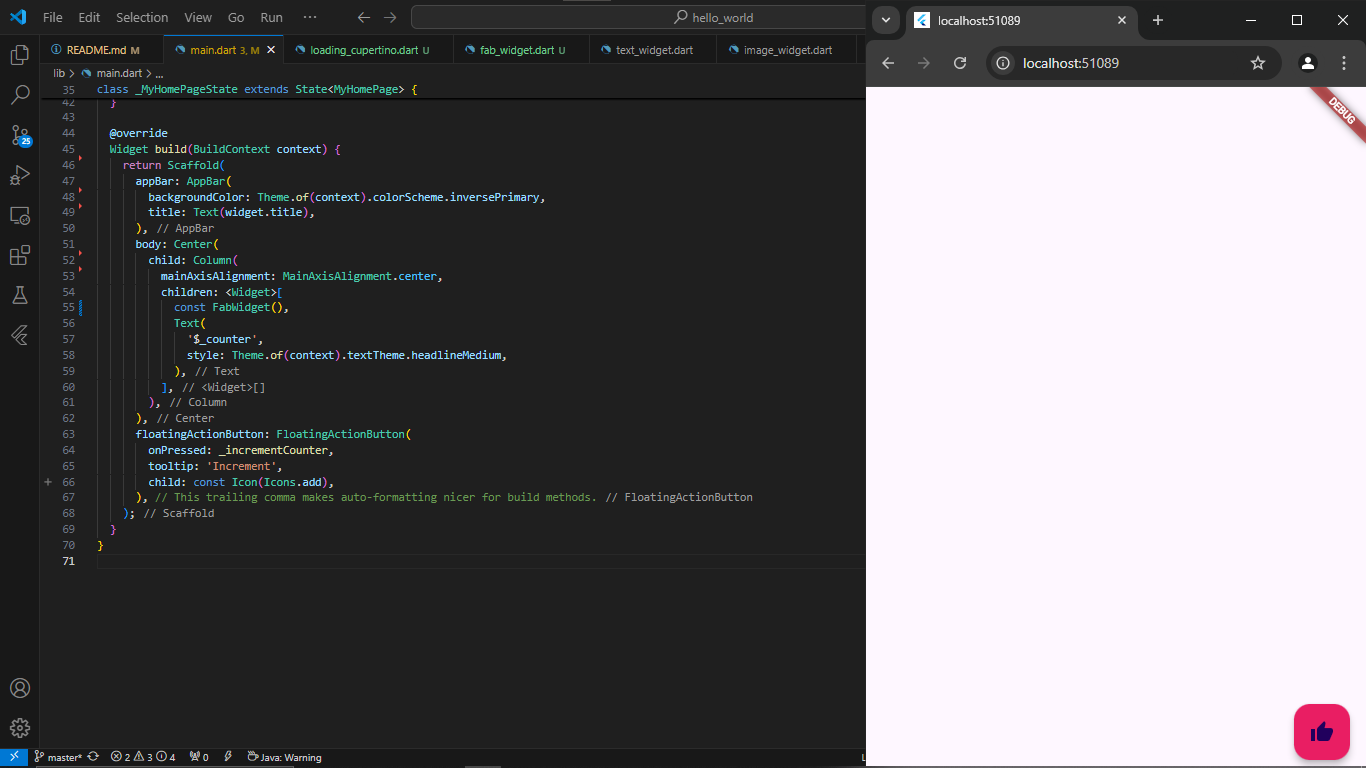 File Edit Selection View Go Run ··· hello_world
README.md M main.dart 3, M loading_cupertino.dart U fab_widget.dart U text_widget.dart image_widget.dart
lib > main.dart > ...
35 class _MyHomePageState extends State<MyHomePage> {
42 }
43
44 @override
45 Widget build(BuildContext context) {
46 return Scaffold(
47 appBar: AppBar(
48 backgroundColor: Theme.of(context).colorScheme.inversePrimary,
49 title: Text(widget.title),
50 ), // AppBar
51 body: Center(
52 child: Column(
53 mainAxisAlignment: MainAxisAlignment.center,
54 children: <Widget>[
55 const FabWidget(),
56 Text(
57 '$_counter',
58 style: Theme.of(context).textTheme.headlineMedium,
59 ), // Text
60 ], // <Widget>[]
61 ), // Column
62 ), // Center
63 floatingActionButton: FloatingActionButton(
64 onPressed: _incrementCounter,
65 tooltip: 'Increment',
66 child: const Icon(Icons.add),
67 ), // This trailing comma makes auto-formatting nicer for build methods. // FloatingActionButton
68 ); // Scaffold
69 }
70 }
71
25
master* 2 3 4 0 Java: Warning
localhost:51089
localhost:51089
DEBUG